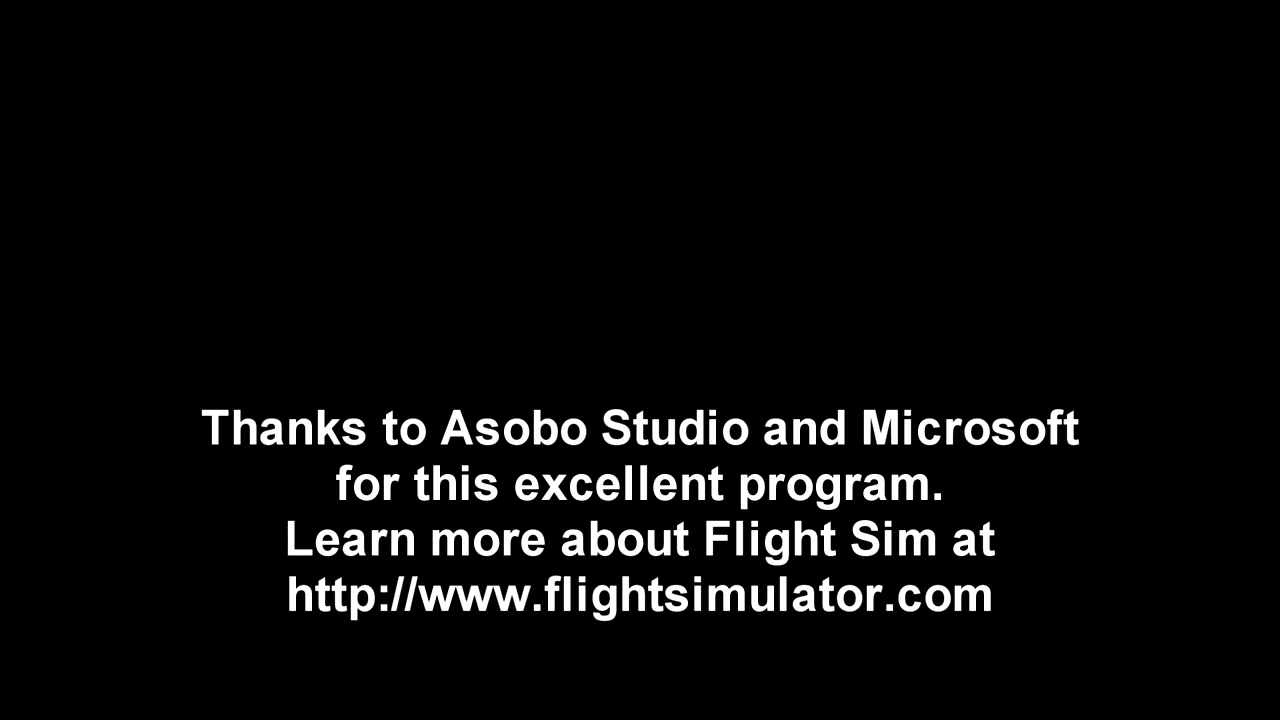 Thanks to Asobo Studio and Microsoft
for this excellent program.
Learn more about Flight Sim at
http://www.flightsimulator.com